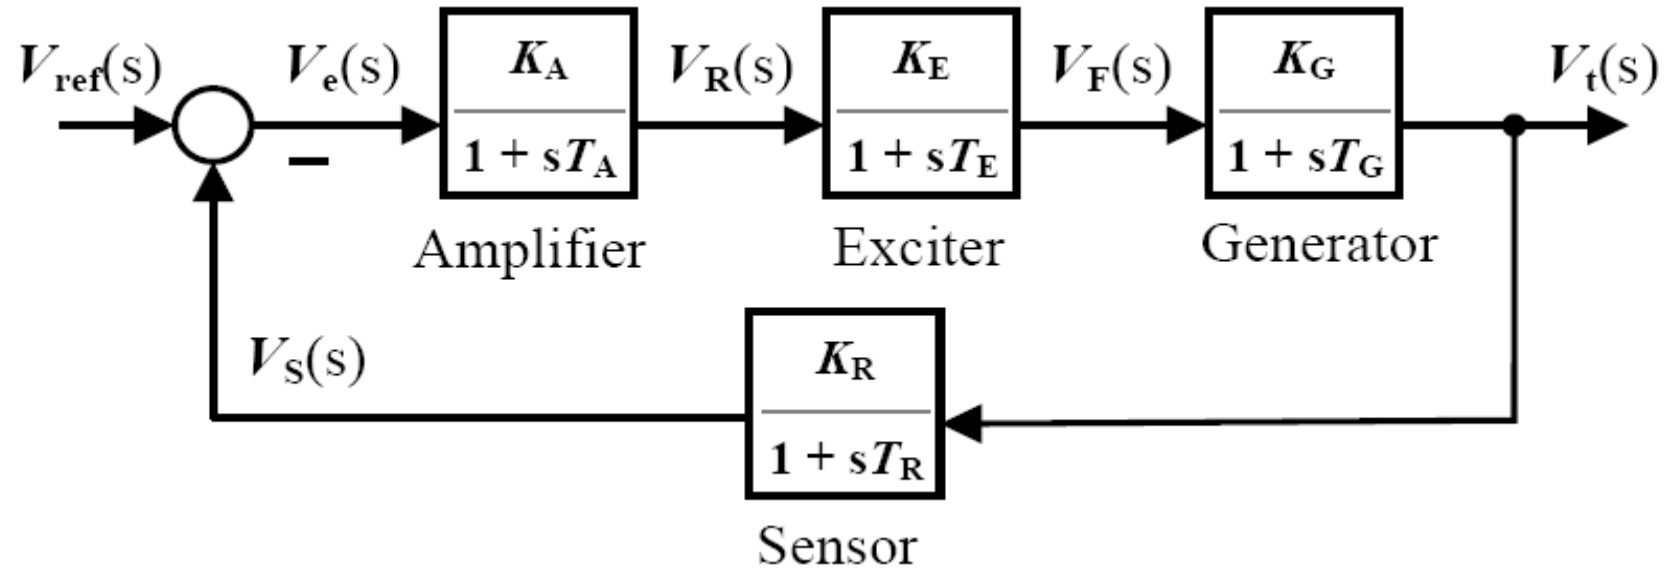 Vref(s)
Ve(s)
−
KA
1 + sTA
Amplifier
VR(s)
KE
1 + sTE
Exciter
VF(s)
KG
1 + sTG
Generator
Vt(s)
VS(s)
KR
1 + sTR
Sensor